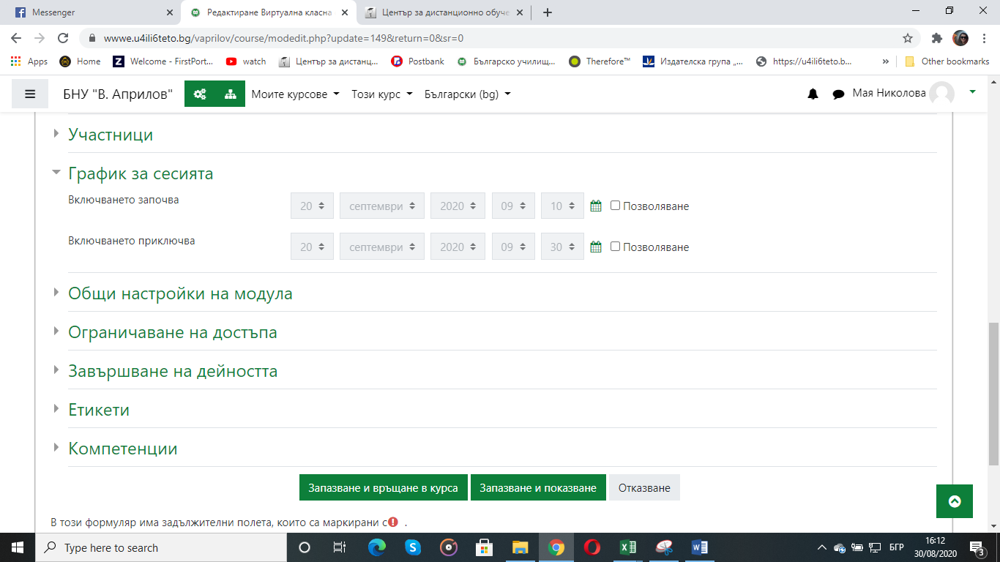 Messenger
Редактиране Виртуална класна
Център за дистанционно обуче
wwwe.u4ili6teto.bg/vaprilov/course/modedit.php?update=149&return=0&sr=0
Apps Home Welcome - FirstPort... watch Център за дистанц... Postbank Българско училищ... Therefore™ Издателска група „... https://u4ili6teto.b... » Other bookmarks
БНУ "В. Априлов" Моите курсове Този курс Български (bg) Мая Николова
Участници
График за сесията
Включването започва 20 септември 2020 09 10 Позволяване
Включването приключва 20 септември 2020 09 30 Позволяване
Общи настройки на модула
Ограничаване на достъпа
Завършване на дейността
Етикети
Компетенции
Запазване и връщане в курса Запазване и показване Отказване
В този формуляр има задължителни полета, които са маркирани с .
Type here to search
БГР
16:12
30/08/2020
3